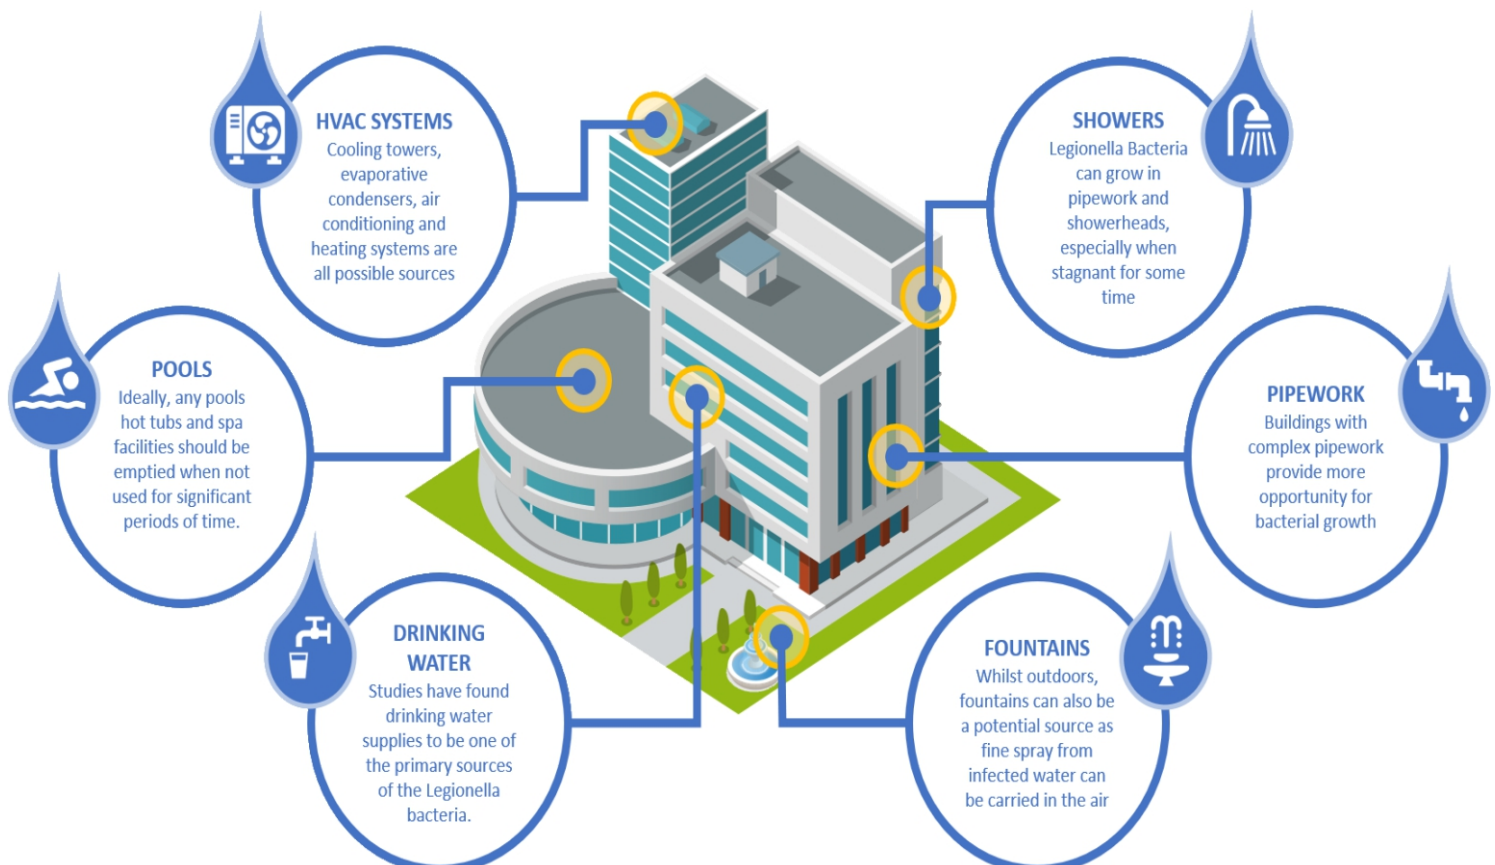 HVAC SYSTEMS
Cooling towers,
evaporative
condensers, air
conditioning and
heating systems are
all possible sources
SHOWERS
Legionella Bacteria
can grow in
pipework and
showerheads,
especially when
stagnant for some
time
POOLS
Ideally, any pools
hot tubs and spa
facilities should be
emptied when not
used for significant
periods of time.
PIPEWORK
Buildings with
complex pipework
provide more
opportunity for
bacterial growth
DRINKING
WATER
Studies have found
drinking water
supplies to be one of
the primary sources
of the Legionella
bacteria.
FOUNTAINS
Whilst outdoors,
fountains can also be
a potential source as
fine spray from
infected water can
be carried in the air